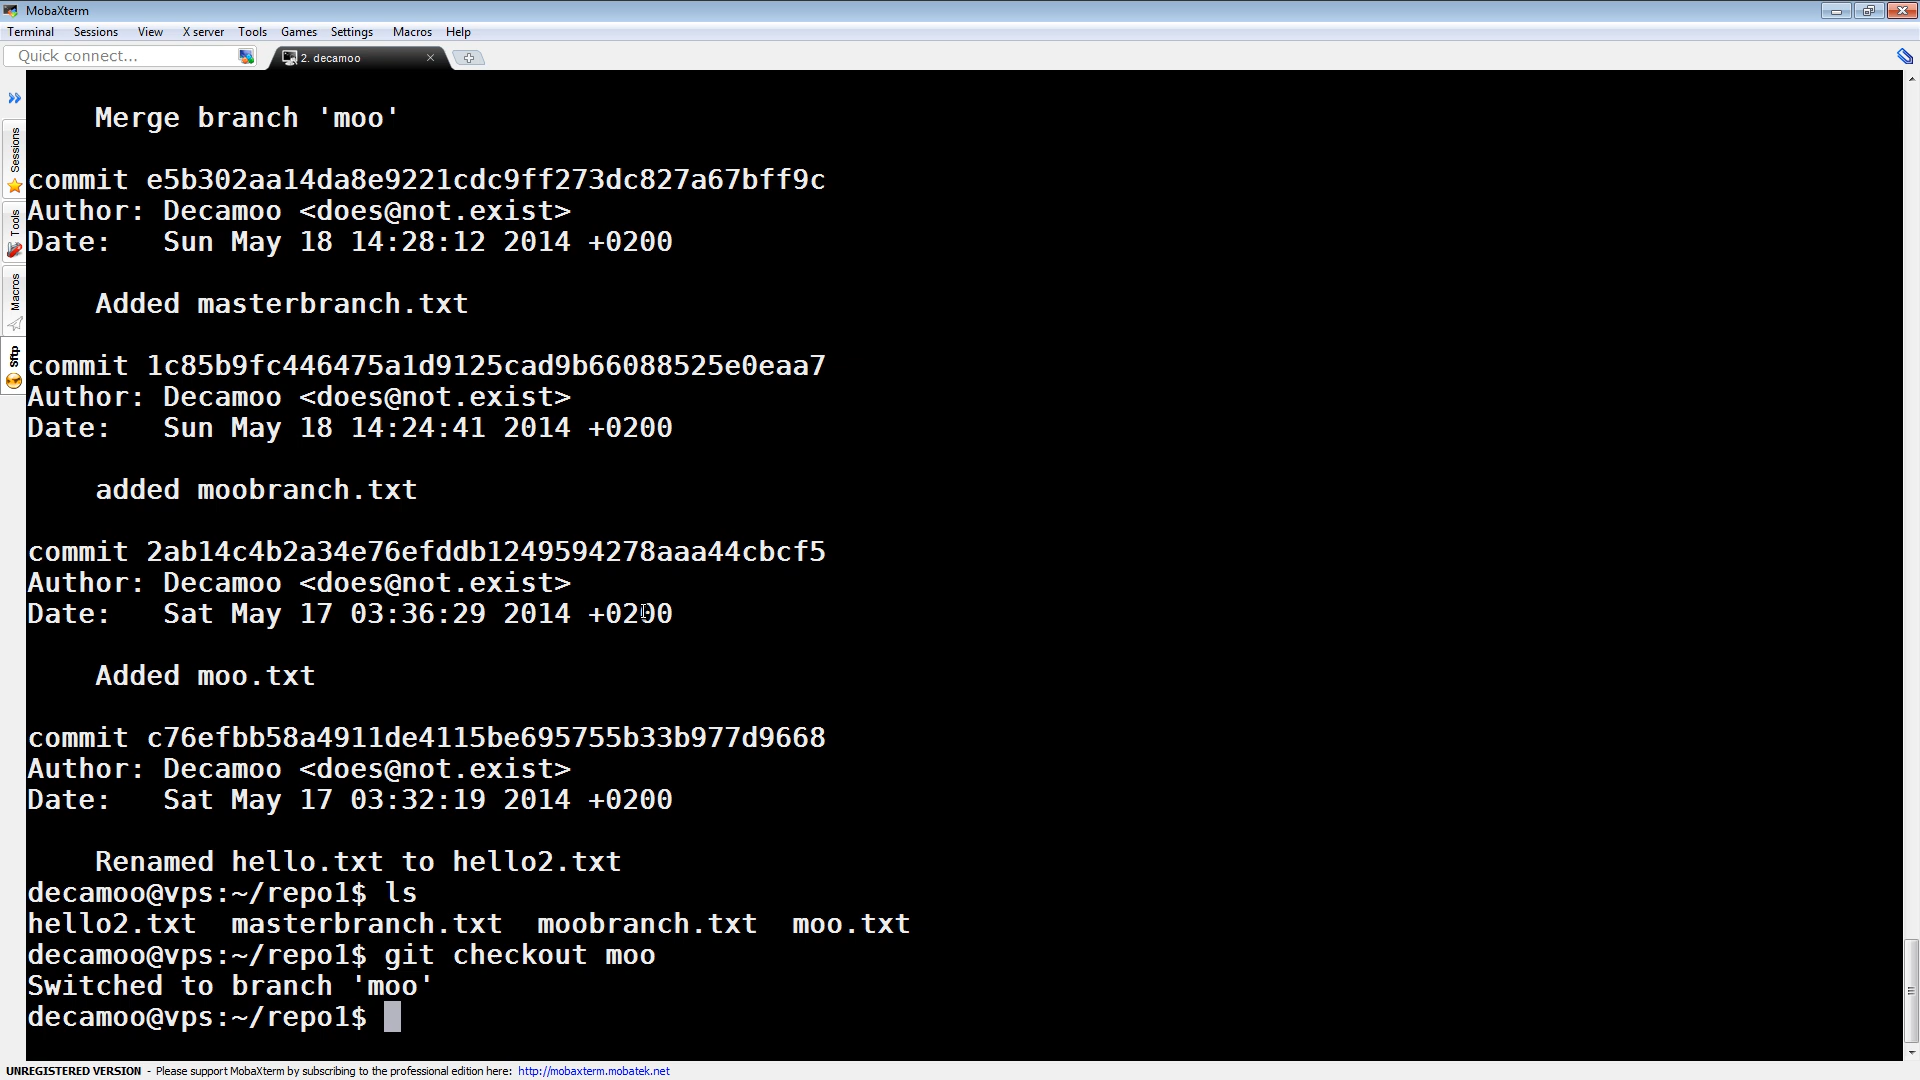 MobaXterm
Terminal Sessions View X server Tools Games Settings Macros Help
Quick connect... 2. decamoo
Sessions
Tools
Macros
Sftp
Merge branch 'moo'
commit e5b302aa14da8e9221cdc9ff273dc827a67bff9c
Author: Decamoo <does@not.exist>
Date:   Sun May 18 14:28:12 2014 +0200
Added masterbranch.txt
commit 1c85b9fc446475a1d9125cad9b66088525e0eaa7
Author: Decamoo <does@not.exist>
Date:   Sun May 18 14:24:41 2014 +0200
added moobranch.txt
commit 2ab14c4b2a34e76efddb1249594278aaa44cbcf5
Author: Decamoo <does@not.exist>
Date:   Sat May 17 03:36:29 2014 +0200
Added moo.txt
commit c76efbb58a4911de4115be695755b33b977d9668
Author: Decamoo <does@not.exist>
Date:   Sat May 17 03:32:19 2014 +0200
Renamed hello.txt to hello2.txt
decamoo@vps:~/repo1$ ls
hello2.txt  masterbranch.txt  moobranch.txt  moo.txt
decamoo@vps:~/repo1$ git checkout moo
Switched to branch 'moo'
decamoo@vps:~/repo1$
UNREGISTERED VERSION - Please support MobaXterm by subscribing to the professional edition here: http://mobaxterm.mobatek.net